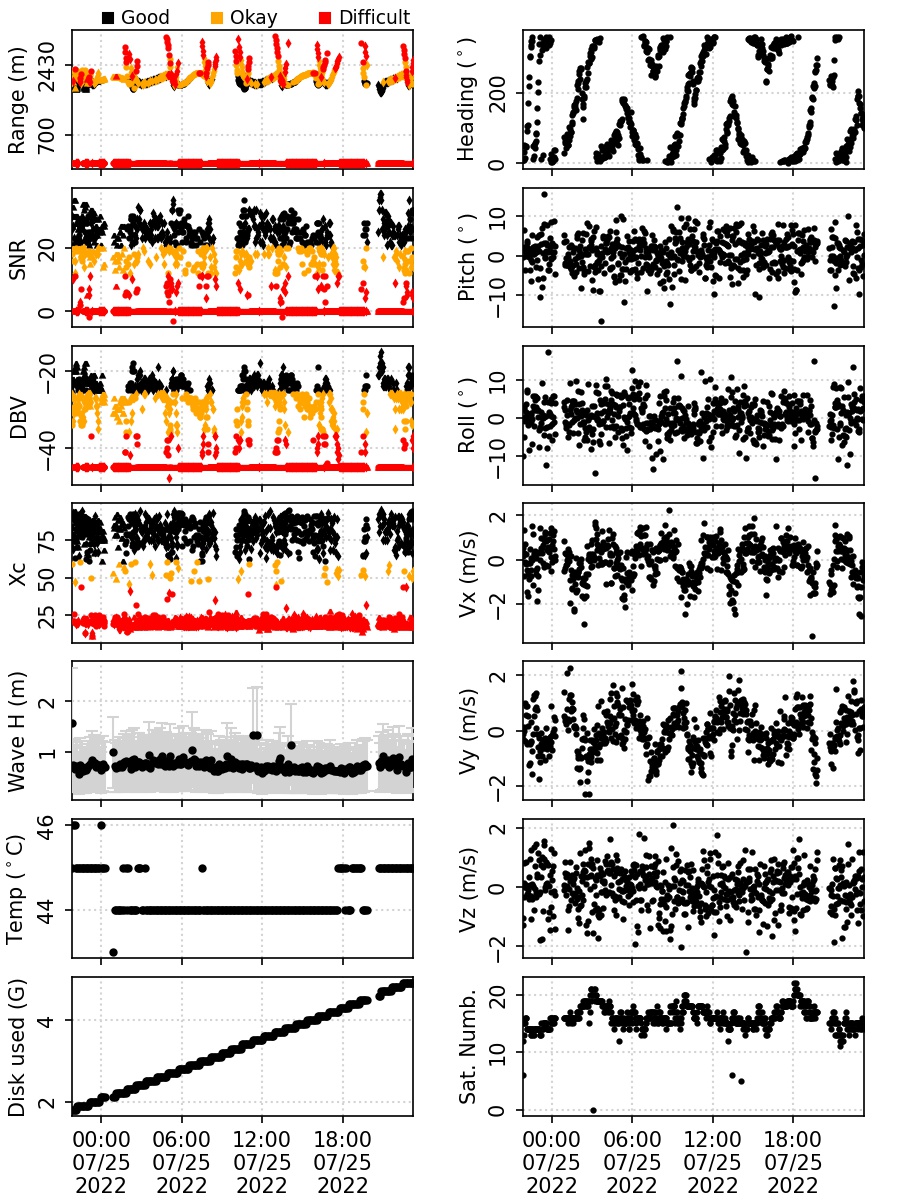 Good Okay Difficult
Range (m)
2430
700
Heading (°)
200
0
SNR
20
0
Pitch (°)
10
0
−10
DBV
−20
−40
Roll (°)
10
0
−10
Xc
75
50
25
Vx (m/s)
2
0
−2
Wave H (m)
2
1
Vy (m/s)
2
0
−2
Temp (°C)
46
44
Vz (m/s)
2
0
−2
Disk used (G)
4
2
Sat. Numb.
20
10
0
00:00 06:00 12:00 18:00
07/25 07/25 07/25 07/25
2022 2022 2022 2022
00:00 06:00 12:00 18:00
07/25 07/25 07/25 07/25
2022 2022 2022 2022